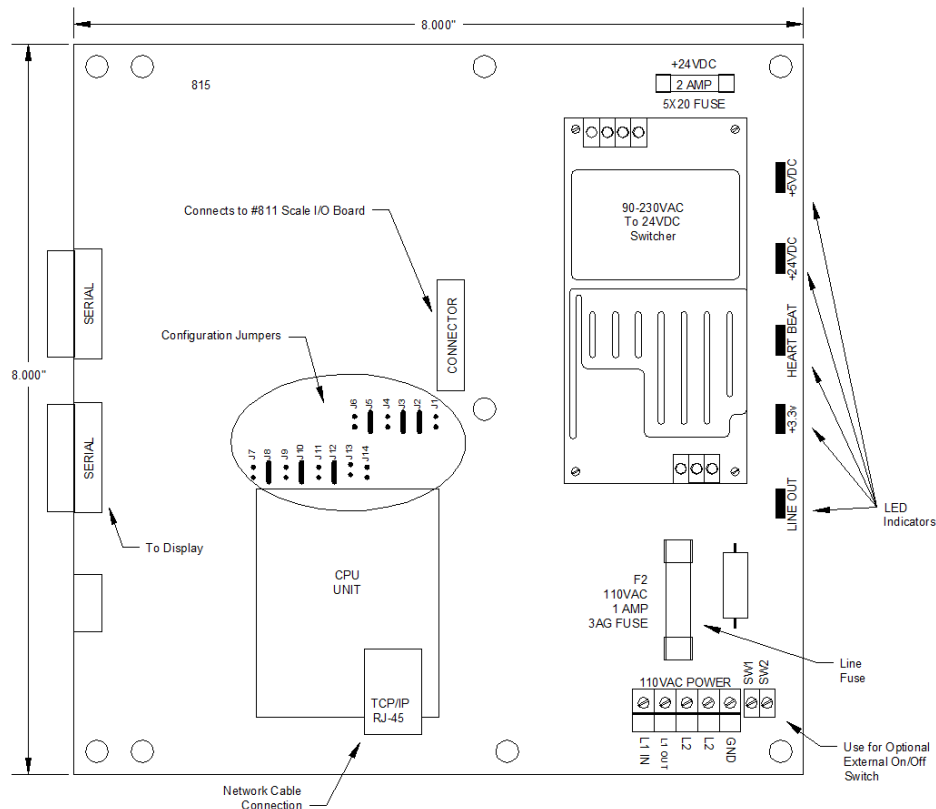 8.000"
815
+24VDC
2 AMP
5X20 FUSE
+5VDC
90-230VAC
To 24VDC
Switcher
Connects to #811 Scale I/O Board
+24VDC
SERIAL
CONNECTOR
HEART BEAT
Configuration Jumpers
8.000"
J6
J5
J4
J3
J2
J1
+3.3v
SERIAL
J7
J8
J9
J10
J11
J12
J13
J14
LINE OUT
LED
Indicators
To Display
CPU
UNIT
F2
110VAC
1 AMP
3AG FUSE
Line
Fuse
TCP/IP
RJ-45
110VAC POWER
SW1
SW2
L1 IN
L1 OUT
L2
L2
GND
Use for Optional
External On/Off
Switch
Network Cable
Connection